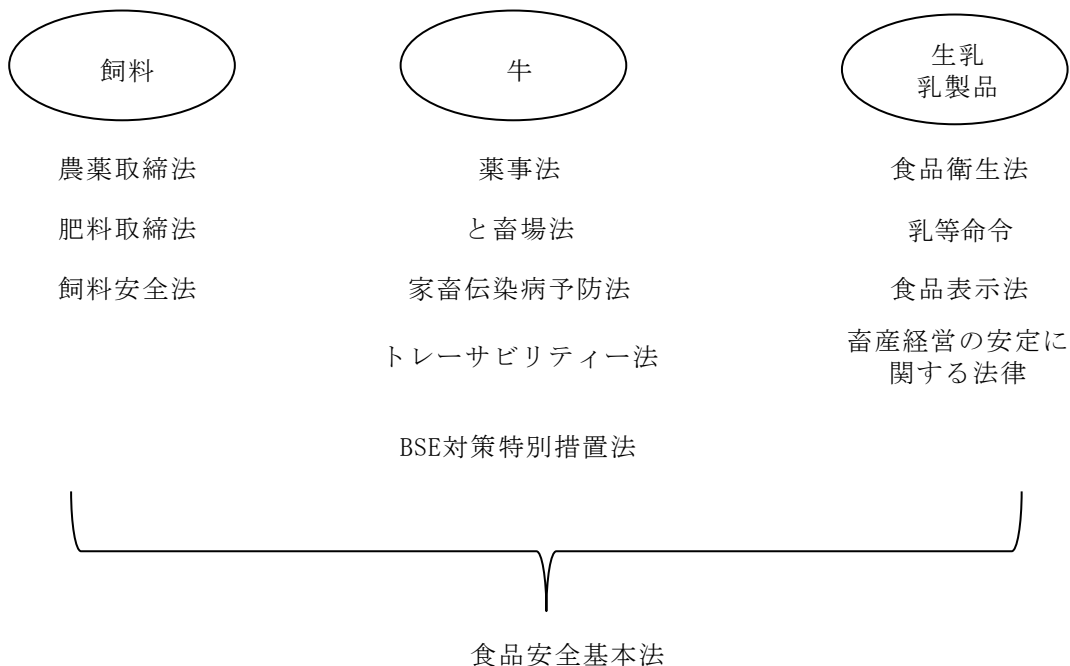 飼料
牛
生乳
乳製品
農薬取締法
薬事法
食品衛生法
肥料取締法
と畜場法
乳等命令
飼料安全法
家畜伝染病予防法
食品表示法
トレーサビリティー法
畜産経営の安定に
関する法律
BSE対策特別措置法
食品安全基本法